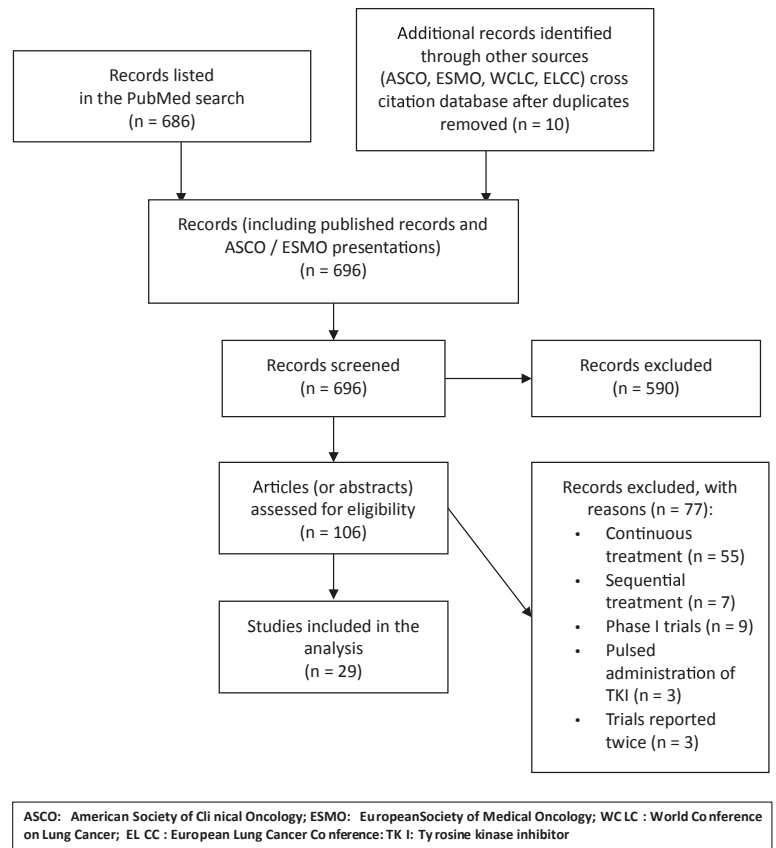 Records listed
in the PubMed search
(n = 686)
Additional records identified
through other sources
(ASCO, ESMO, WCLC, ELCC) cross
citation database after duplicates
removed (n = 10)
Records (including published records and
ASCO / ESMO presentations)
(n = 696)
Records screened
(n = 696)
Records excluded
(n = 590)
Articles (or abstracts)
assessed for eligibility
(n = 106)
Records excluded, with
reasons (n = 77):
• Continuous
treatment (n = 55)
• Sequential
treatment (n = 7)
• Phase I trials (n = 9)
• Pulsed
administration of
TKI (n = 3)
• Trials reported
twice (n = 3)
Studies included in the
analysis
(n = 29)
ASCO: American Society of Cli nical Oncology; ESMO: EuropeanSociety of Medical Oncology; WC LC : World Conference
on Lung Cancer; EL CC : European Lung Cancer Co nference: TK I: Ty rosine kinase inhibitor